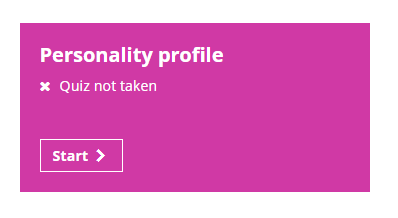 Personality profile
✖ Quiz not taken
Start >